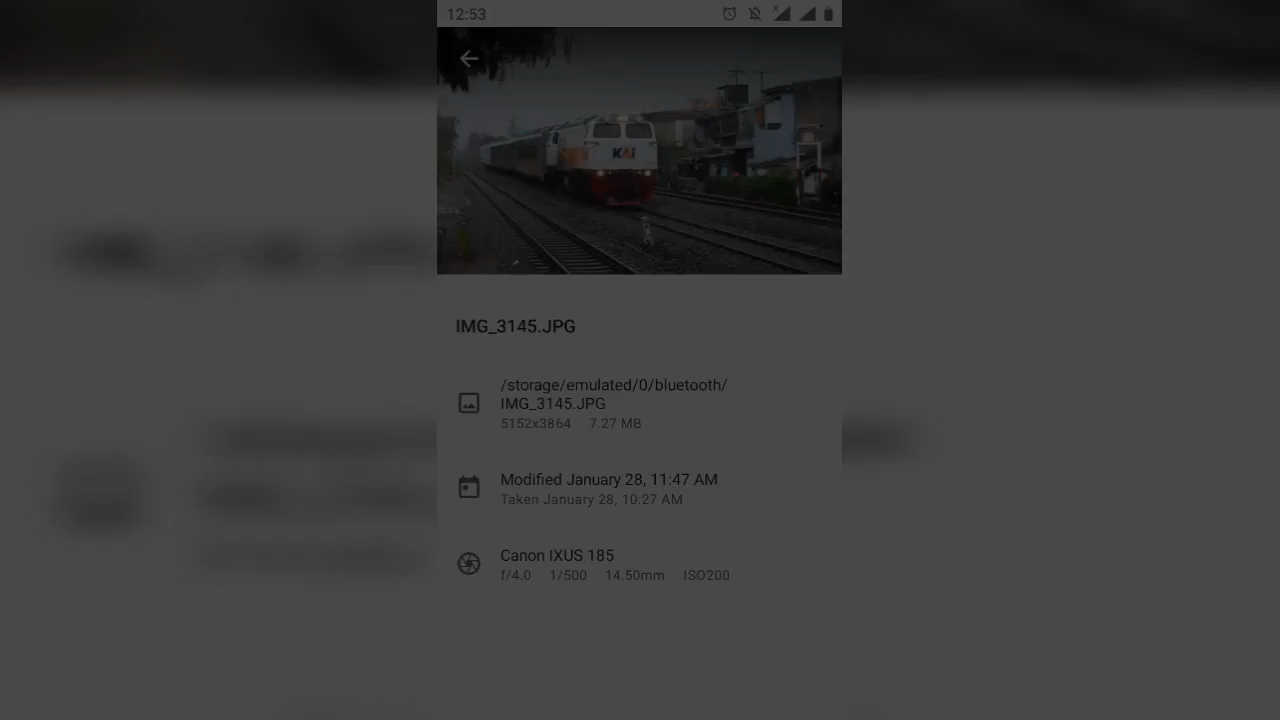 12:53
KAI
IMG_3145.JPG
/storage/emulated/0/bluetooth/
IMG_3145.JPG
5152x3864 7.27 MB
Modified January 28, 11:47 AM
Taken January 28, 10:27 AM
Canon IXUS 185
f/4.0 1/500 14.50mm ISO200